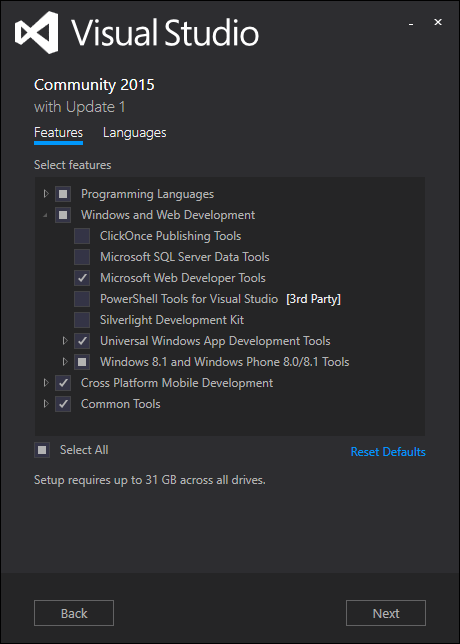 Visual Studio
Community 2015
with Update 1
Features Languages
Select features
Programming Languages
Windows and Web Development
ClickOnce Publishing Tools
Microsoft SQL Server Data Tools
Microsoft Web Developer Tools
PowerShell Tools for Visual Studio [3rd Party]
Silverlight Development Kit
Universal Windows App Development Tools
Windows 8.1 and Windows Phone 8.0/8.1 Tools
Cross Platform Mobile Development
Common Tools
Select All Reset Defaults
Setup requires up to 31 GB across all drives.
Back Next